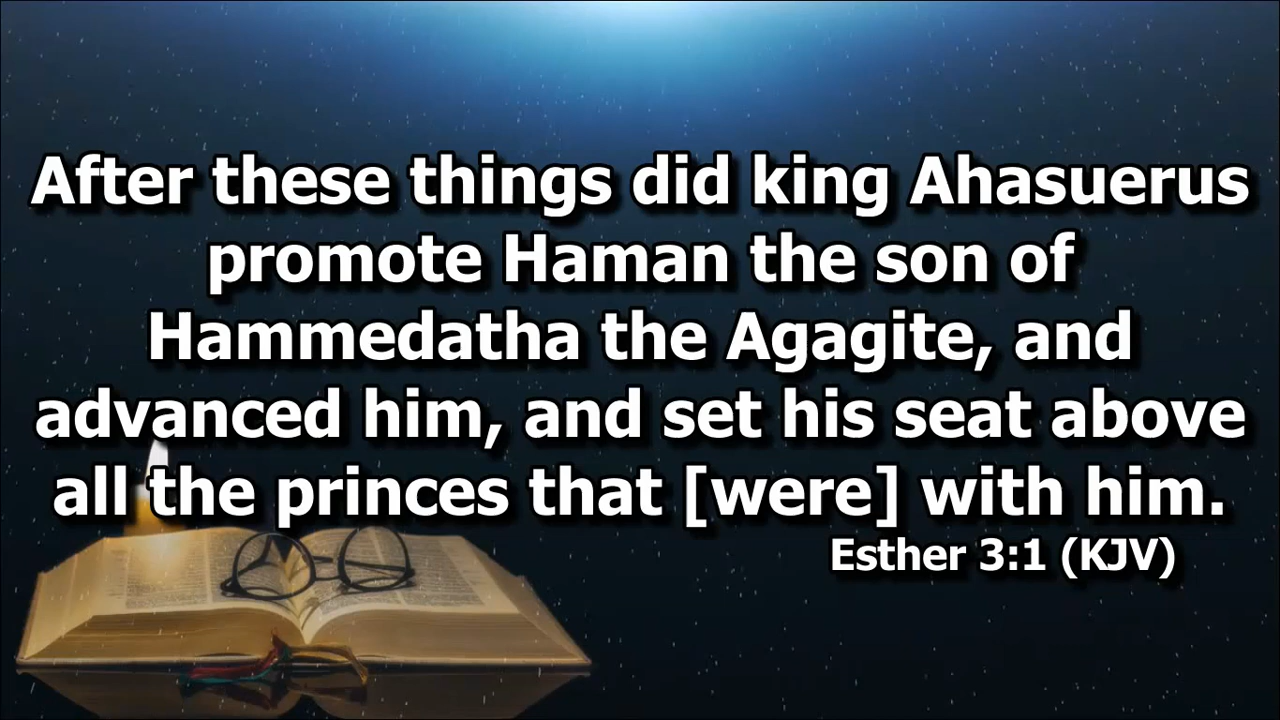 After these things did king Ahasuerus
promote Haman the son of
Hammedatha the Agagite, and
advanced him, and set his seat above
all the princes that [were] with him.
Esther 3:1 (KJV)